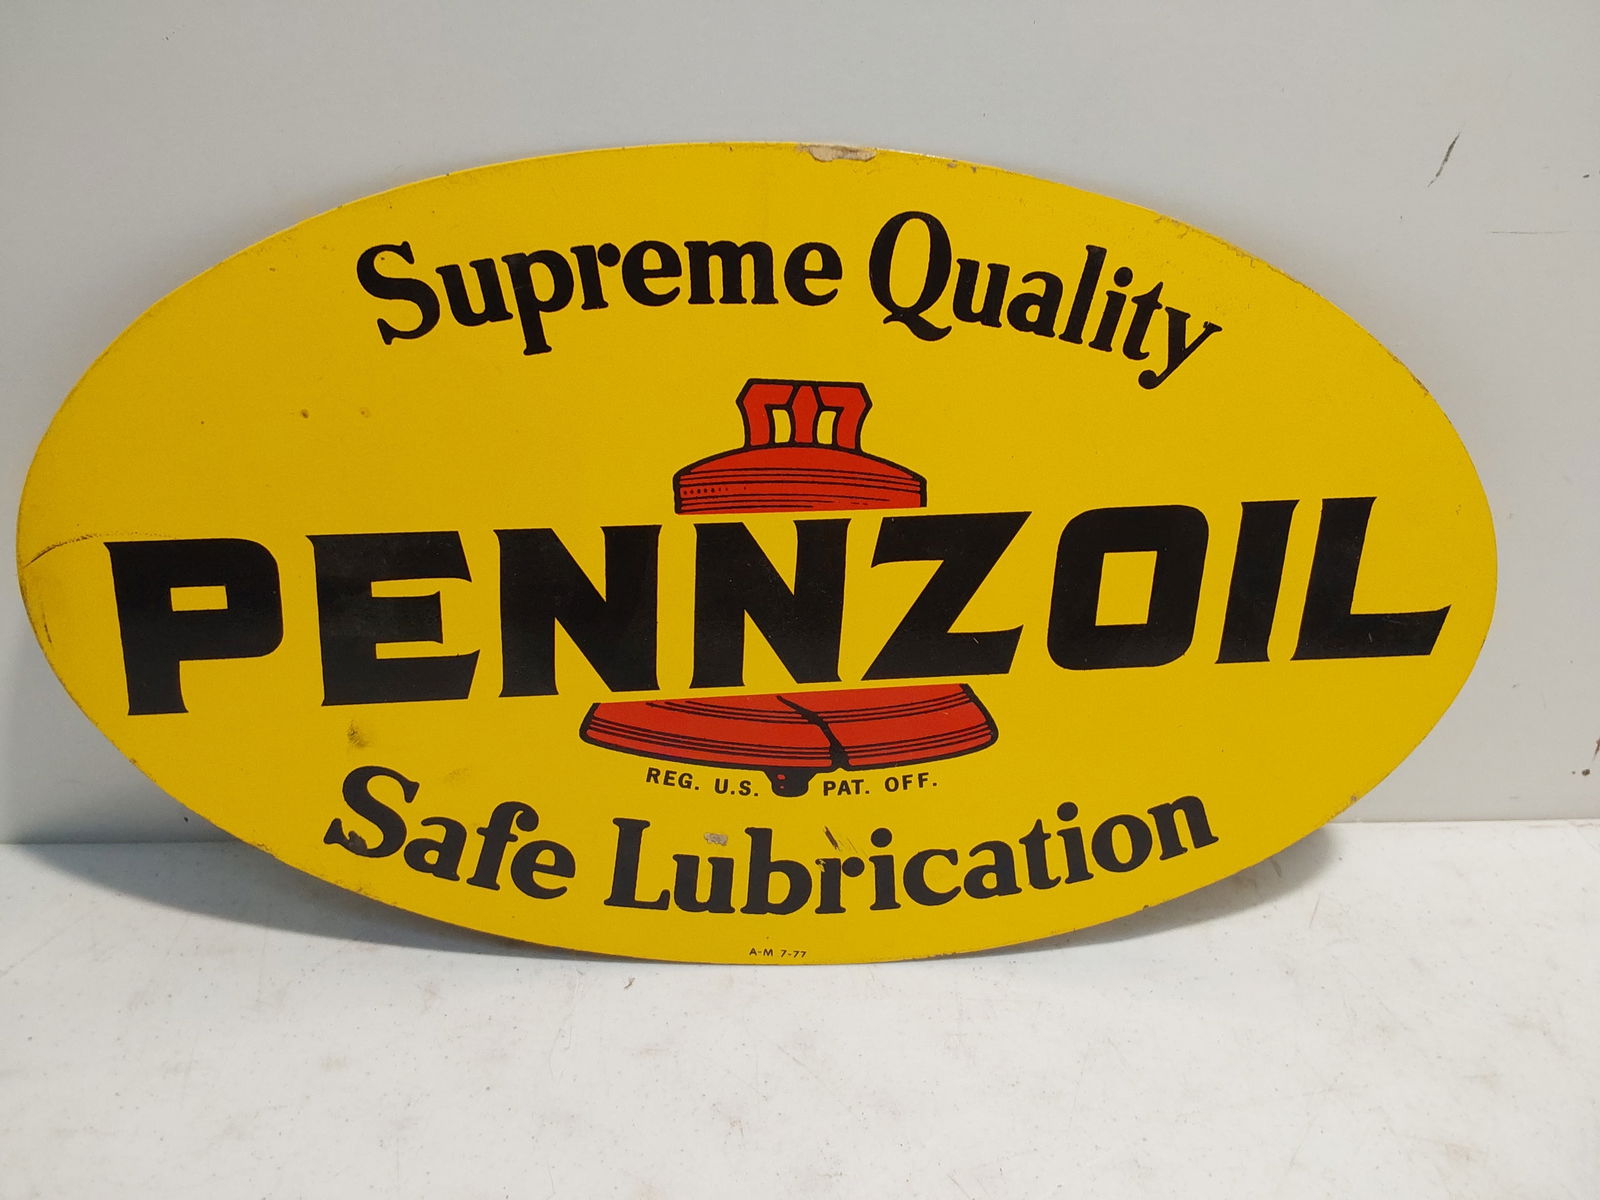 Supreme Quality
PENNZOIL
REG. U.S. PAT. OFF.
Safe Lubrication
A-M 7-77